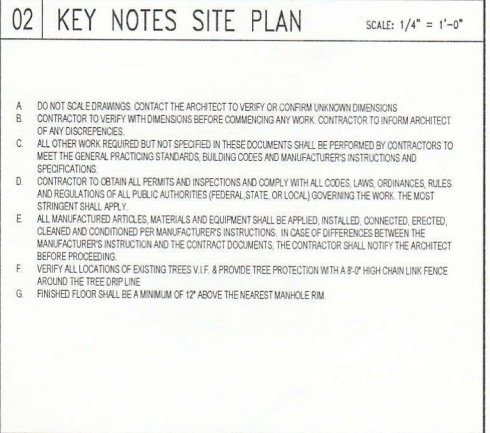 02 KEY NOTES SITE PLAN SCALE: 1/4" = 1'-0"
A. DO NOT SCALE DRAWINGS. CONTACT THE ARCHITECT TO VERIFY OR CONFIRM UNKNOWN DIMENSIONS
B. CONTRACTOR TO VERIFY WITH DIMENSIONS BEFORE COMMENCING ANY WORK. CONTRACTOR TO INFORM ARCHITECT
OF ANY DISCREPENCIES.
C. ALL OTHER WORK REQUIRED BUT NOT SPECIFIED IN THESE DOCUMENTS SHALL BE PERFORMED BY CONTRACTORS TO
MEET THE GENERAL PRACTICING STANDARDS, BUILDING CODES AND MANUFACTURER'S INSTRUCTIONS AND
SPECIFICATIONS.
D. CONTRACTOR TO OBTAIN ALL PERMITS AND INSPECTIONS AND COMPLY WITH ALL CODES, LAWS, ORDINANCES, RULES
AND REGULATIONS OF ALL PUBLIC AUTHORITIES (FEDERAL,STATE, OR LOCAL) GOVERNING THE WORK. THE MOST
STRINGENT SHALL APPLY.
E. ALL MANUFACTURED ARTICLES, MATERIALS AND EQUIPMENT SHALL BE APPLIED, INSTALLED, CONNECTED, ERECTED,
CLEANED AND CONDITIONED PER MANUFACTURER'S INSTRUCTIONS. IN CASE OF DIFFERENCES BETWEEN THE
MANUFACTURER'S INSTRUCTION AND THE CONTRACT DOCUMENTS, THE CONTRACTOR SHALL NOTIFY THE ARCHITECT
BEFORE PROCEEDING.
F. VERIFY ALL LOCATIONS OF EXISTING TREES V.I.F. & PROVIDE TREE PROTECTION WITH A 8'-0" HIGH CHAIN LINK FENCE
AROUND THE TREE DRIP LINE
G. FINISHED FLOOR SHALL BE A MINIMUM OF 12" ABOVE THE NEAREST MANHOLE RIM.